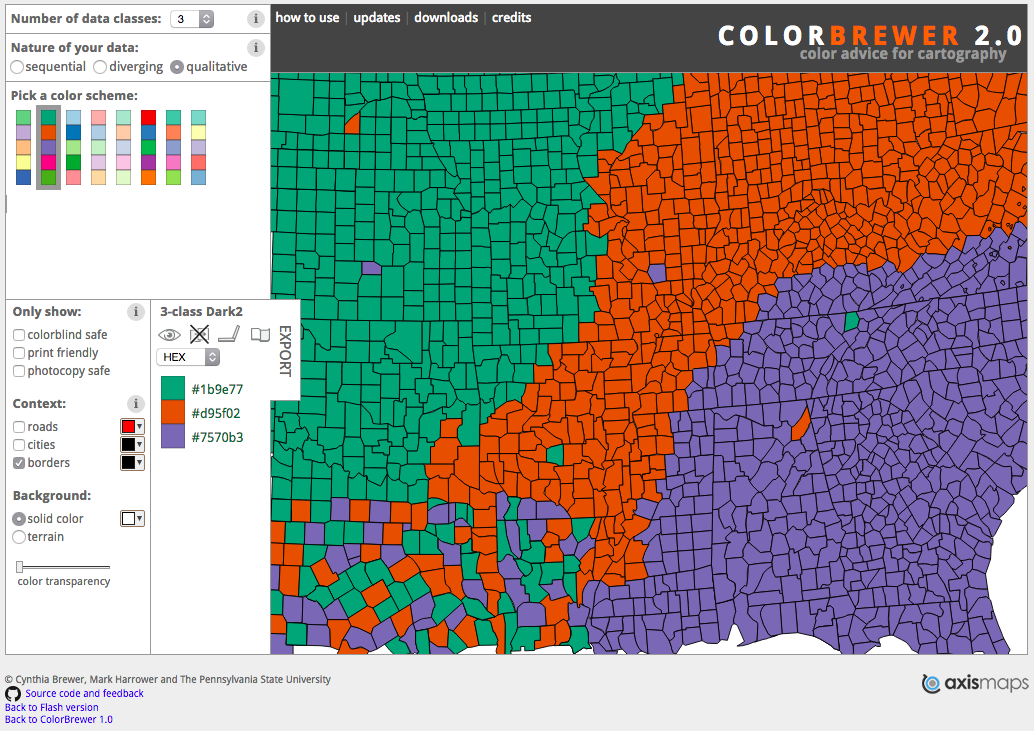 Number of data classes: 3 i
how to use | updates | downloads | credits
COLORBREWER 2.0
color advice for cartography
Nature of your data: i
sequential diverging qualitative
Pick a color scheme:
Only show: i
colorblind safe
print friendly
photocopy safe
Context: i
roads
cities
borders
Background:
solid color
terrain
color transparency
3-class Dark2
EXPORT
HEX
#1b9e77
#d95f02
#7570b3
© Cynthia Brewer, Mark Harrower and The Pennsylvania State University
Source code and feedback
Back to Flash version
Back to ColorBrewer 1.0
axismaps